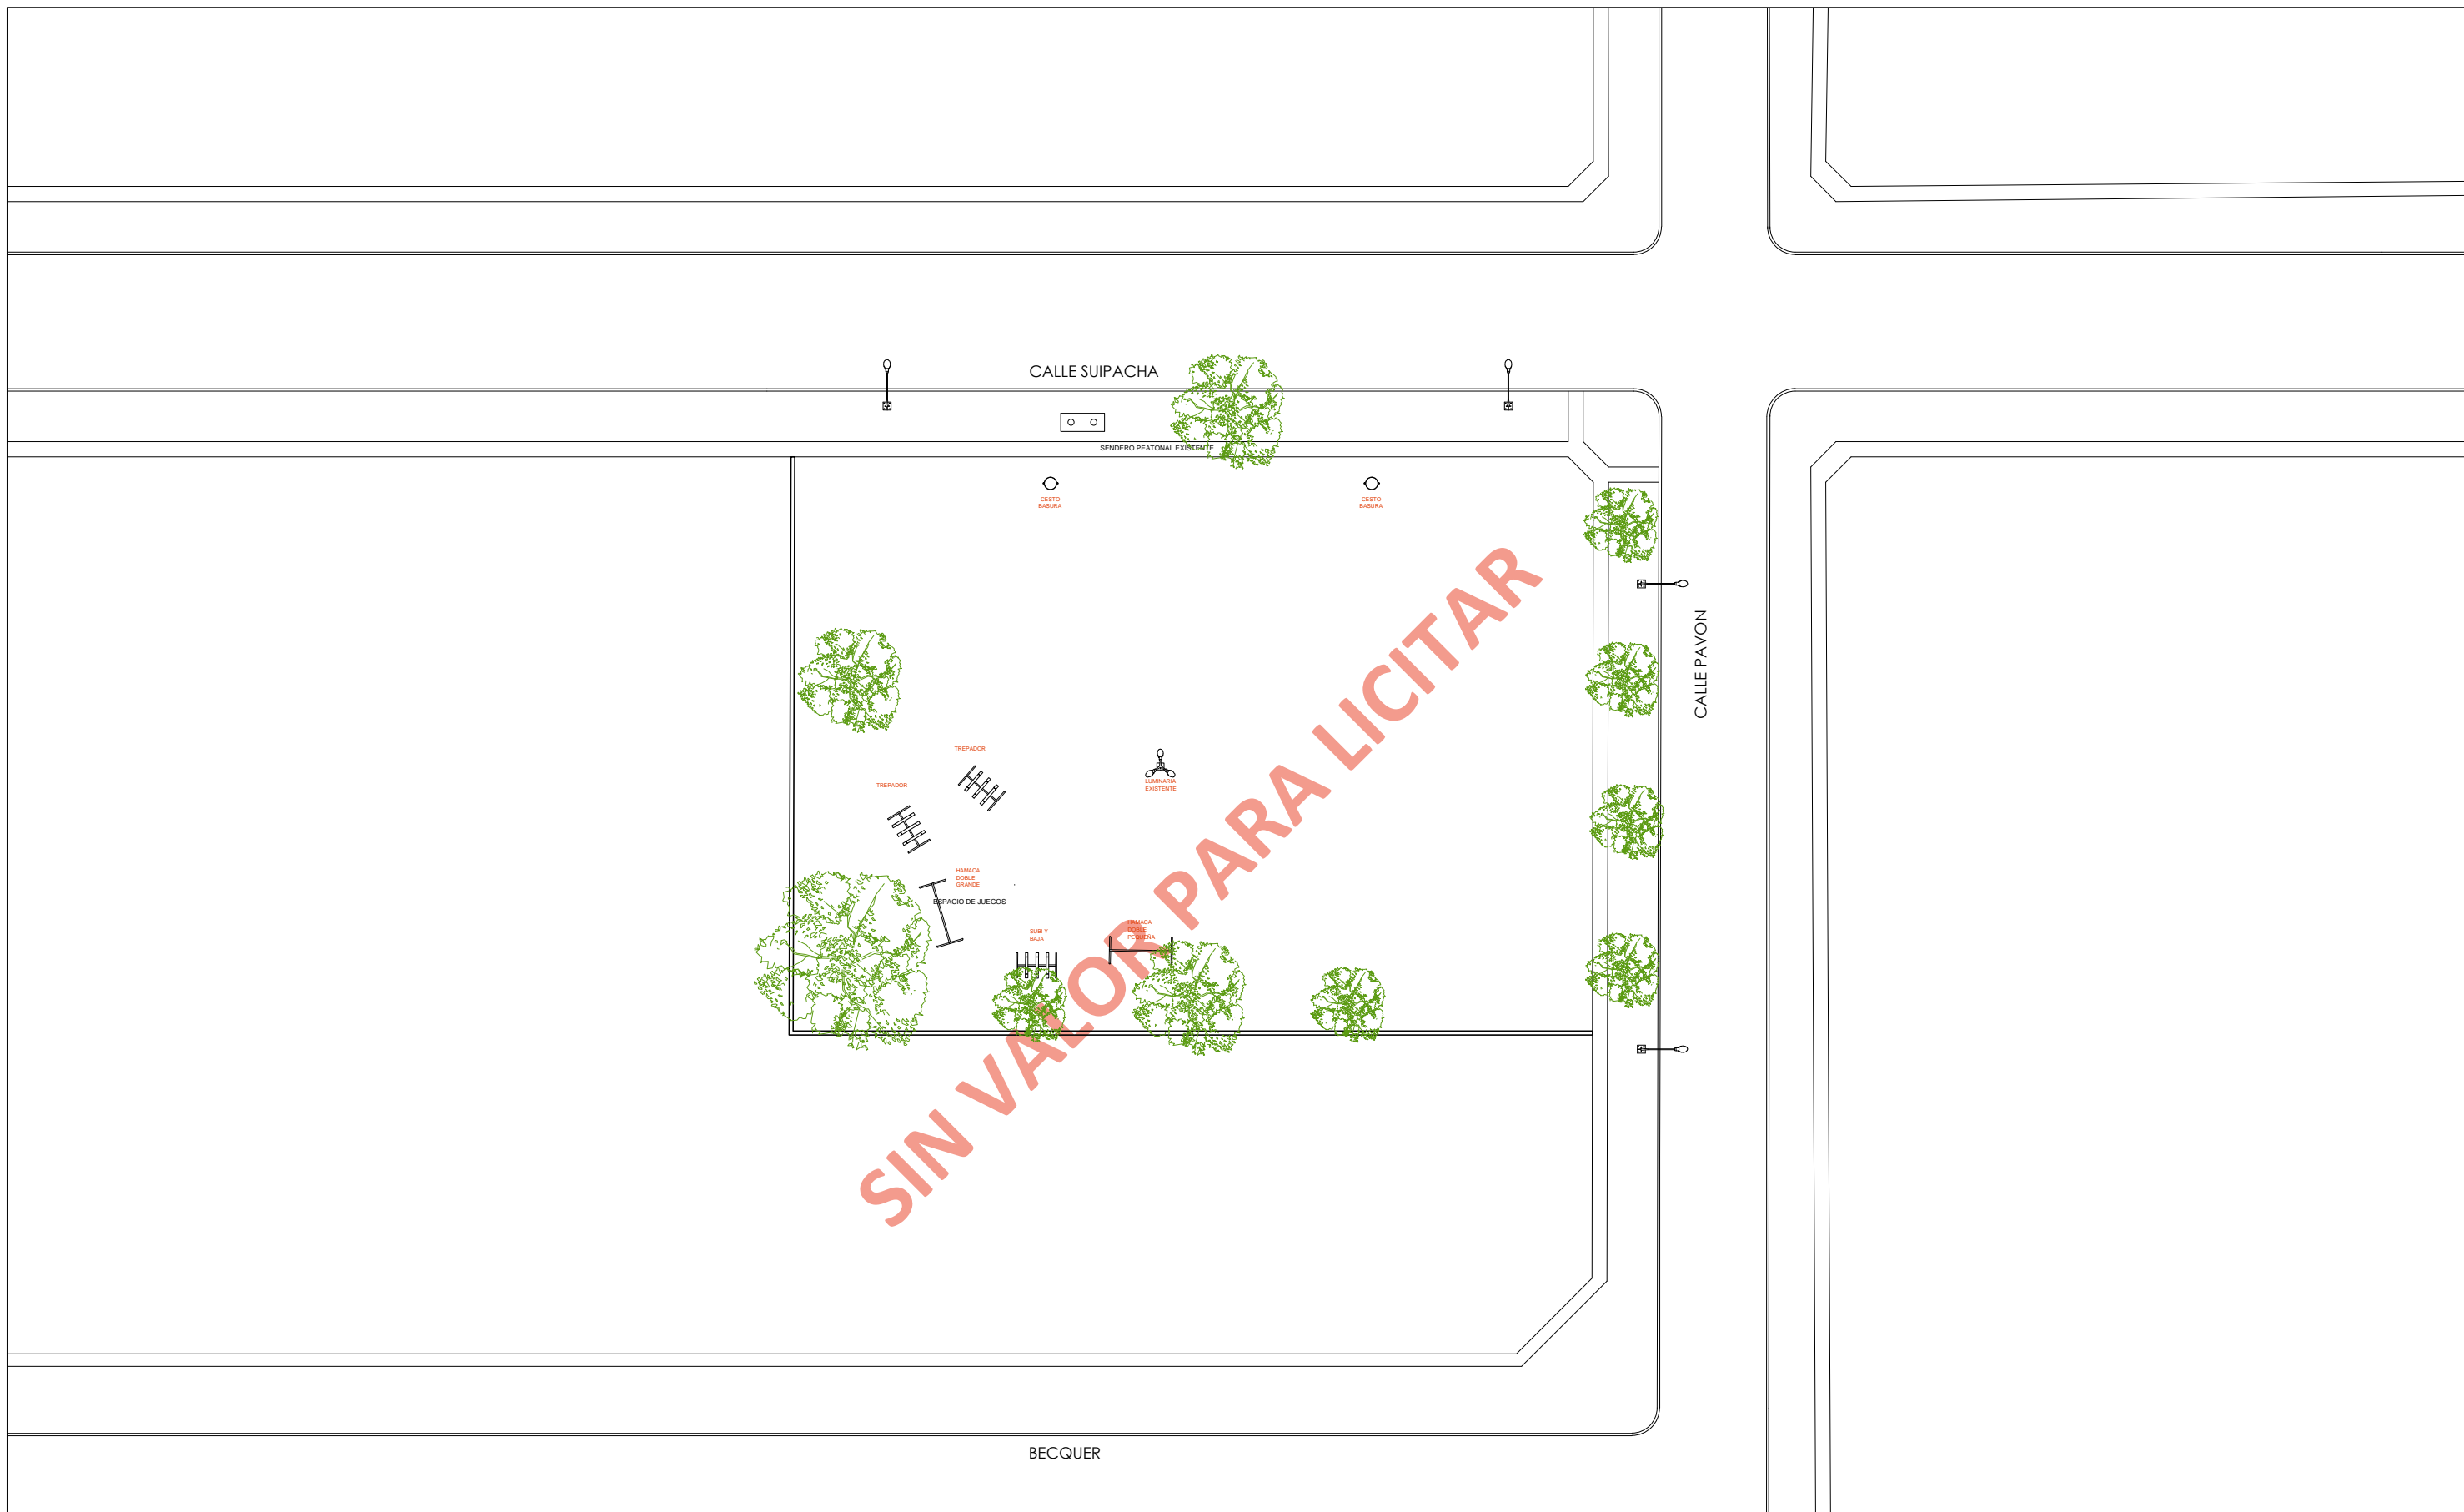 CALLE SUIPACHA
SENDERO PEATONAL EXISTENTE
CESTO
BASURA
CESTO
BASURA
CALLE PAVON
TREPADOR
TREPADOR
LUMINARIA
EXISTENTE
HAMACA
DOBLE
GRANDE
ESPACIO DE JUEGOS
SUBI Y
BAJA
HAMACA
DOBLE
PEQUEÑA
SIN VALOR PARA LICITAR
BECQUER